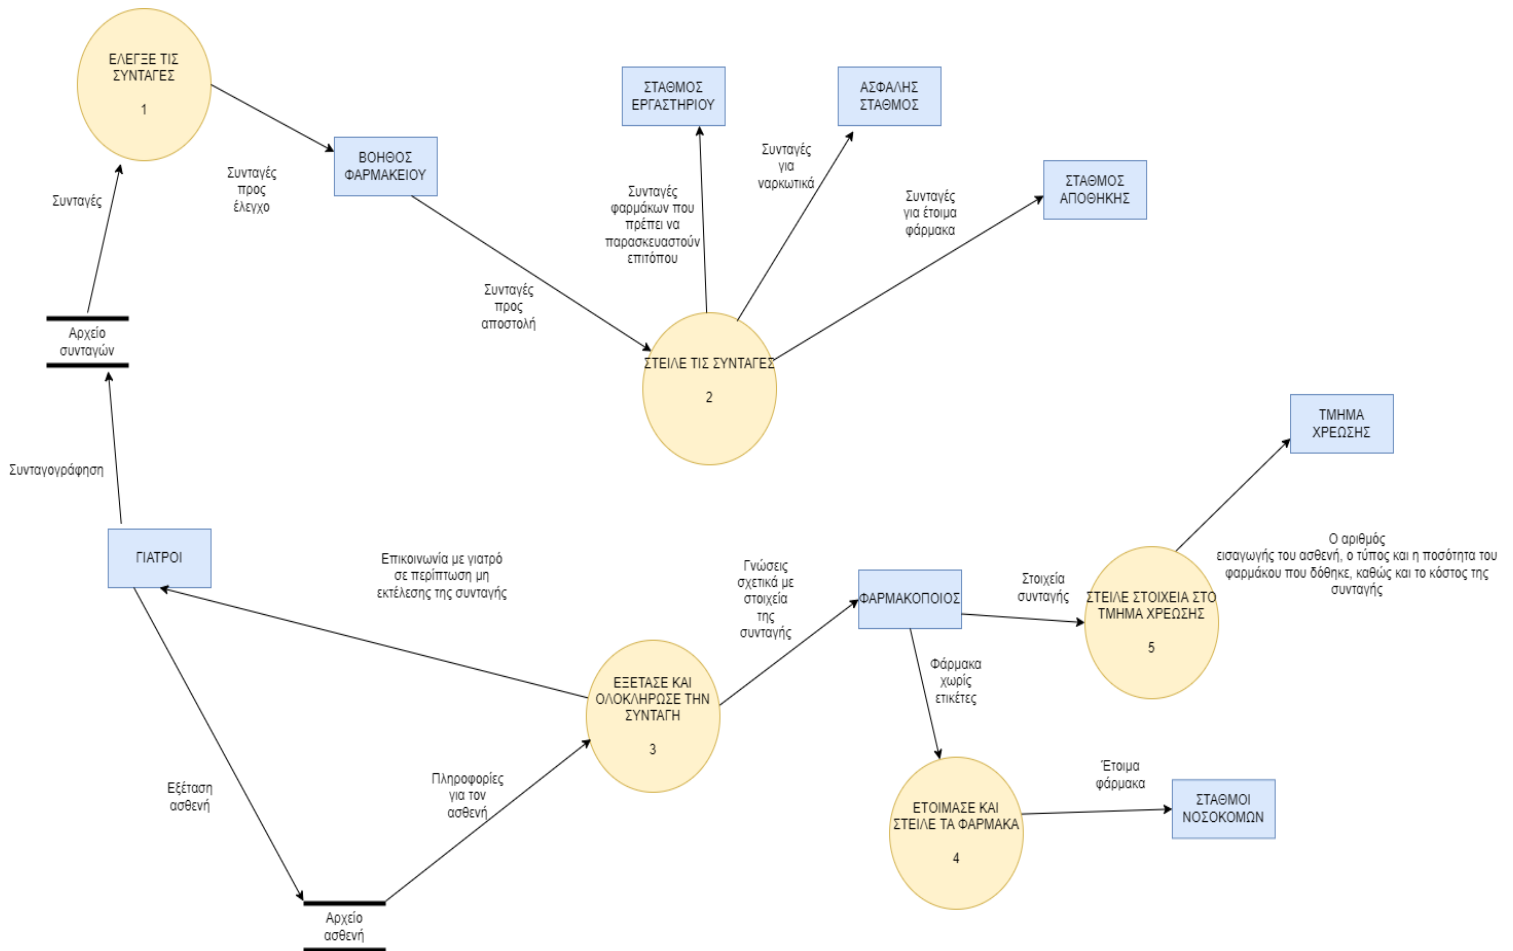 ΕΛΕΓΞΕ ΤΙΣ
ΣΥΝΤΑΓΕΣ
1
ΣΤΑΘΜΟΣ
ΕΡΓΑΣΤΗΡΙΟΥ
ΑΣΦΑΛΗΣ
ΣΤΑΘΜΟΣ
ΒΟΗΘΟΣ
ΦΑΡΜΑΚΕΙΟΥ
Συνταγές
Συνταγές
προς
έλεγχο
Συνταγές
φαρμάκων που
πρέπει να
παρασκευαστούν
επιτόπου
Συνταγές
για
ναρκωτικά
Συνταγές
για έτοιμα
φάρμακα
ΣΤΑΘΜΟΣ
ΑΠΟΘΗΚΗΣ
Αρχείο
συνταγών
Συνταγές
προς
αποστολή
ΣΤΕΙΛΕ ΤΙΣ ΣΥΝΤΑΓΕΣ
2
ΤΜΗΜΑ
ΧΡΕΩΣΗΣ
Συνταγογράφηση
ΓΙΑΤΡΟΙ
Επικοινωνία με γιατρό
σε περίπτωση μη
εκτέλεσης της συνταγής
Γνώσεις
σχετικά με
στοιχεία
της
συνταγής
ΦΑΡΜΑΚΟΠΟΙΟΣ
Στοιχεία
συνταγής
ΣΤΕΙΛΕ ΣΤΟΙΧΕΙΑ ΣΤΟ
ΤΜΗΜΑ ΧΡΕΩΣΗΣ
5
Ο αριθμός
εισαγωγής του ασθενή, ο τύπος και η ποσότητα του
φαρμάκου που δόθηκε, καθώς και το κόστος της
συνταγής
ΕΞΕΤΑΣΕ ΚΑΙ
ΟΛΟΚΛΗΡΩΣΕ ΤΗΝ
ΣΥΝΤΑΓΗ
3
Φάρμακα
χωρίς
ετικέτες
Εξέταση
ασθενή
Πληροφορίες
για τον
ασθενή
ΕΤΟΙΜΑΣΕ ΚΑΙ
ΣΤΕΙΛΕ ΤΑ ΦΑΡΜΑΚΑ
4
Έτοιμα
φάρμακα
ΣΤΑΘΜΟΙ
ΝΟΣΟΚΟΜΩΝ
Αρχείο
ασθενή